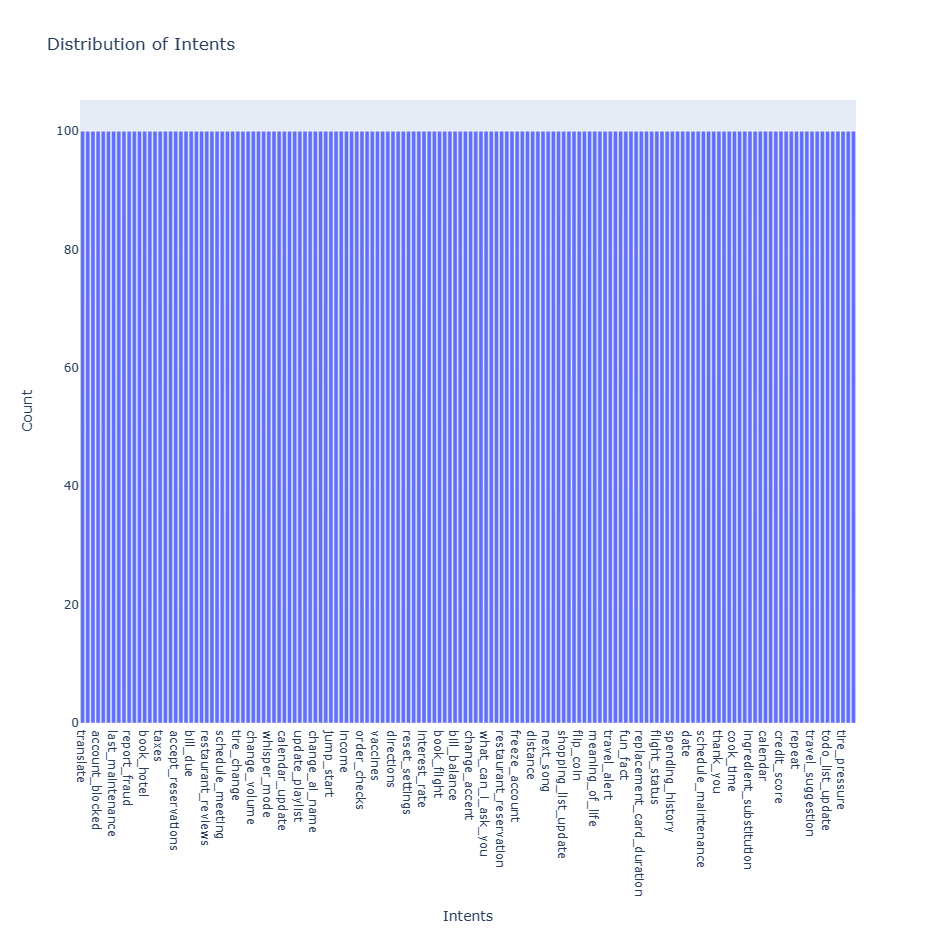 Distribution of Intents
100
80
60
40
20
0
Count
translate
account_blocked
last_maintenance
report_fraud
book_hotel
taxes
accept_reservations
bill_due
restaurant_reviews
schedule_meeting
tire_change
change_volume
whisper_mode
calendar_update
update_playlist
change_ai_name
jump_start
income
order_checks
vaccines
directions
reset_settings
interest_rate
book_flight
bill_balance
change_accent
what_can_i_ask_you
restaurant_reservation
freeze_account
distance
next_song
shopping_list_update
flip_coin
meaning_of_life
travel_alert
fun_fact
replacement_card_duration
flight_status
spending_history
date
schedule_maintenance
thank_you
cook_time
ingredient_substitution
calendar
credit_score
repeat
travel_suggestion
todo_list_update
tire_pressure
Intents